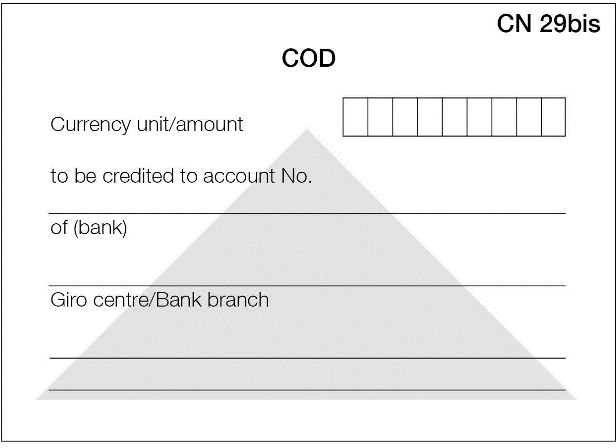 CN 29bis
COD
Currency unit/amount
to be credited to account No.
of (bank)
Giro centre/Bank branch